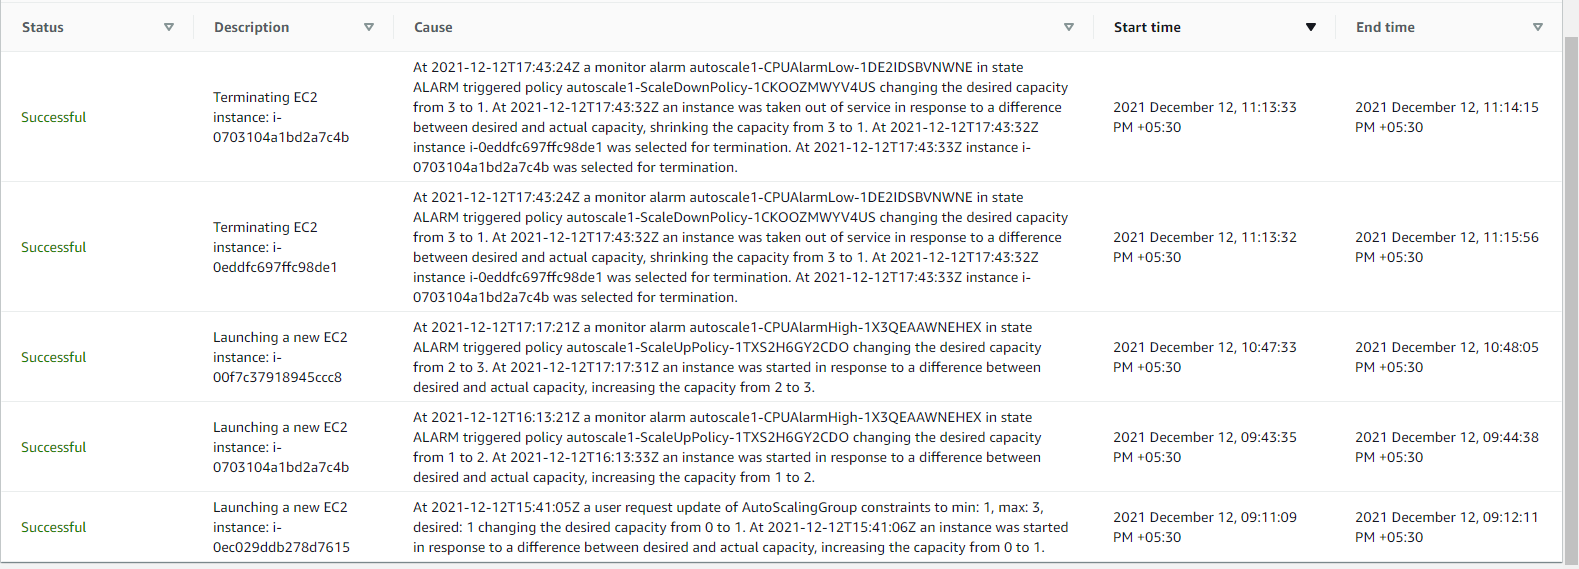 Status Description Cause Start time End time
Successful
Terminating EC2
instance: i-
0703104a1bd2a7c4b
At 2021-12-12T17:43:24Z a monitor alarm autoscale1-CPUAlarmLow-1DE2IDSBVNWNE in state
ALARM triggered policy autoscale1-ScaleDownPolicy-1CKOOZMWYV4US changing the desired capacity
from 3 to 1. At 2021-12-12T17:43:32Z an instance was taken out of service in response to a difference
between desired and actual capacity, shrinking the capacity from 3 to 1. At 2021-12-12T17:43:32Z
instance i-0eddfc697ffc98de1 was selected for termination. At 2021-12-12T17:43:33Z instance i-
0703104a1bd2a7c4b was selected for termination.
2021 December 12, 11:13:33
PM +05:30
2021 December 12, 11:14:15
PM +05:30
Successful
Terminating EC2
instance: i-
0eddfc697ffc98de1
At 2021-12-12T17:43:24Z a monitor alarm autoscale1-CPUAlarmLow-1DE2IDSBVNWNE in state
ALARM triggered policy autoscale1-ScaleDownPolicy-1CKOOZMWYV4US changing the desired capacity
from 3 to 1. At 2021-12-12T17:43:32Z an instance was taken out of service in response to a difference
between desired and actual capacity, shrinking the capacity from 3 to 1. At 2021-12-12T17:43:32Z
instance i-0eddfc697ffc98de1 was selected for termination. At 2021-12-12T17:43:33Z instance i-
0703104a1bd2a7c4b was selected for termination.
2021 December 12, 11:13:32
PM +05:30
2021 December 12, 11:15:56
PM +05:30
Successful
Launching a new EC2
instance: i-
00f7c37918945ccc8
At 2021-12-12T17:17:21Z a monitor alarm autoscale1-CPUAlarmHigh-1X3QEAAWNEHEX in state
ALARM triggered policy autoscale1-ScaleUpPolicy-1TXS2H6GY2CDO changing the desired capacity
from 2 to 3. At 2021-12-12T17:17:31Z an instance was started in response to a difference between
desired and actual capacity, increasing the capacity from 2 to 3.
2021 December 12, 10:47:33
PM +05:30
2021 December 12, 10:48:05
PM +05:30
Successful
Launching a new EC2
instance: i-
0703104a1bd2a7c4b
At 2021-12-12T16:13:21Z a monitor alarm autoscale1-CPUAlarmHigh-1X3QEAAWNEHEX in state
ALARM triggered policy autoscale1-ScaleUpPolicy-1TXS2H6GY2CDO changing the desired capacity
from 1 to 2. At 2021-12-12T16:13:33Z an instance was started in response to a difference between
desired and actual capacity, increasing the capacity from 1 to 2.
2021 December 12, 09:43:35
PM +05:30
2021 December 12, 09:44:38
PM +05:30
Successful
Launching a new EC2
instance: i-
0ec029ddb278d7615
At 2021-12-12T15:41:05Z a user request update of AutoScalingGroup constraints to min: 1, max: 3,
desired: 1 changing the desired capacity from 0 to 1. At 2021-12-12T15:41:06Z an instance was started
in response to a difference between desired and actual capacity, increasing the capacity from 0 to 1.
2021 December 12, 09:11:09
PM +05:30
2021 December 12, 09:12:11
PM +05:30